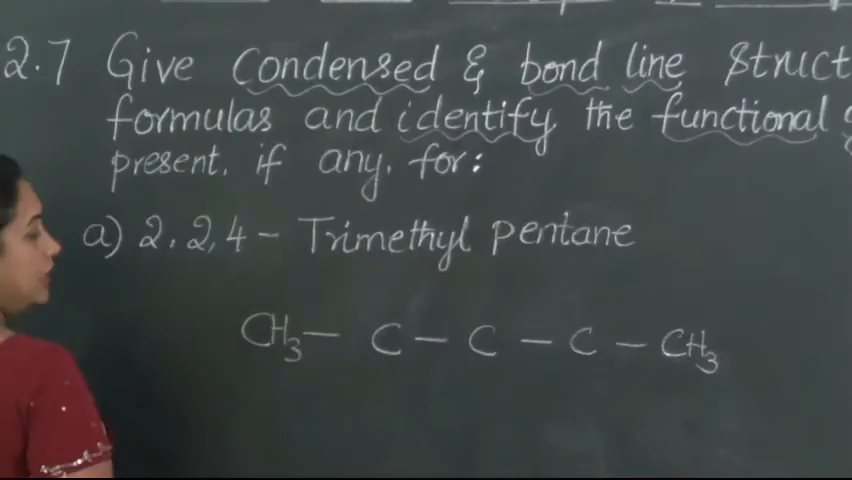 2.7 Give Condensed & bond line Struct
formulas and identify the functional
present. if any. for:
a) 2.2,4- Trimethyl pentane
CH3 - C - C - C - CH3